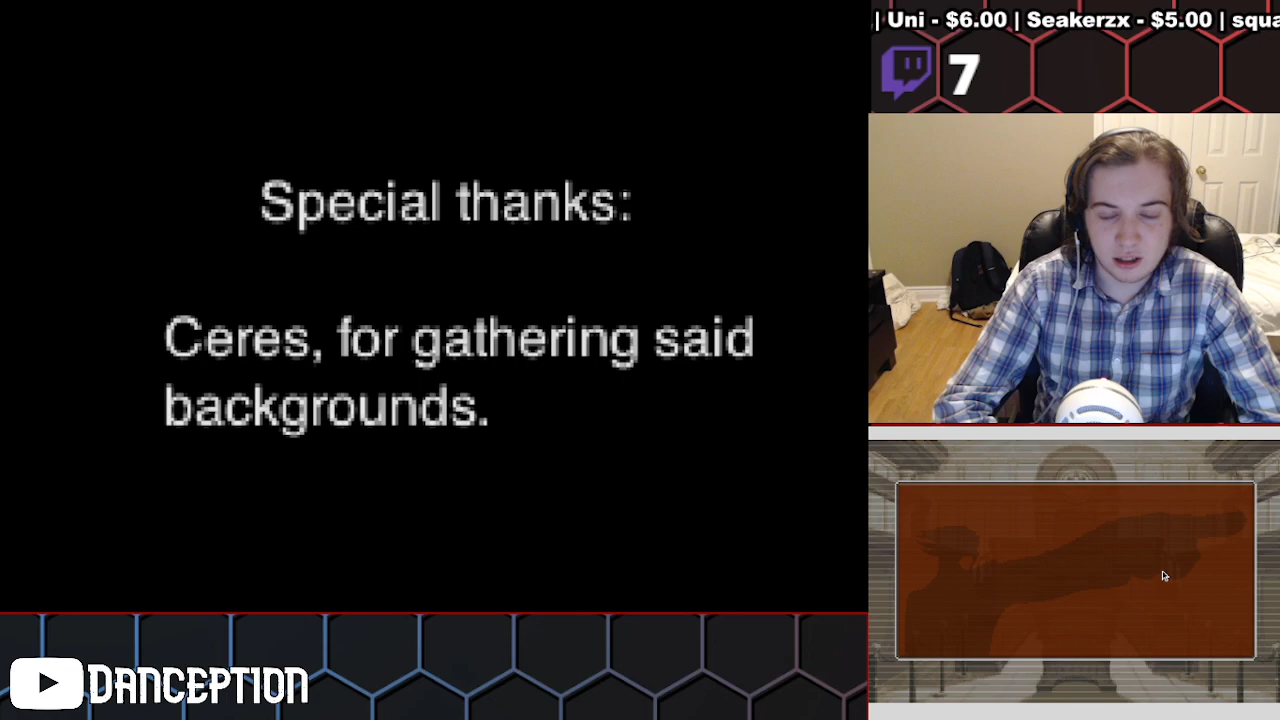 | Uni - $6.00 | Seakerzx - $5.00 | squa
7
Special thanks:
Ceres, for gathering said
backgrounds.
DANCEPTION